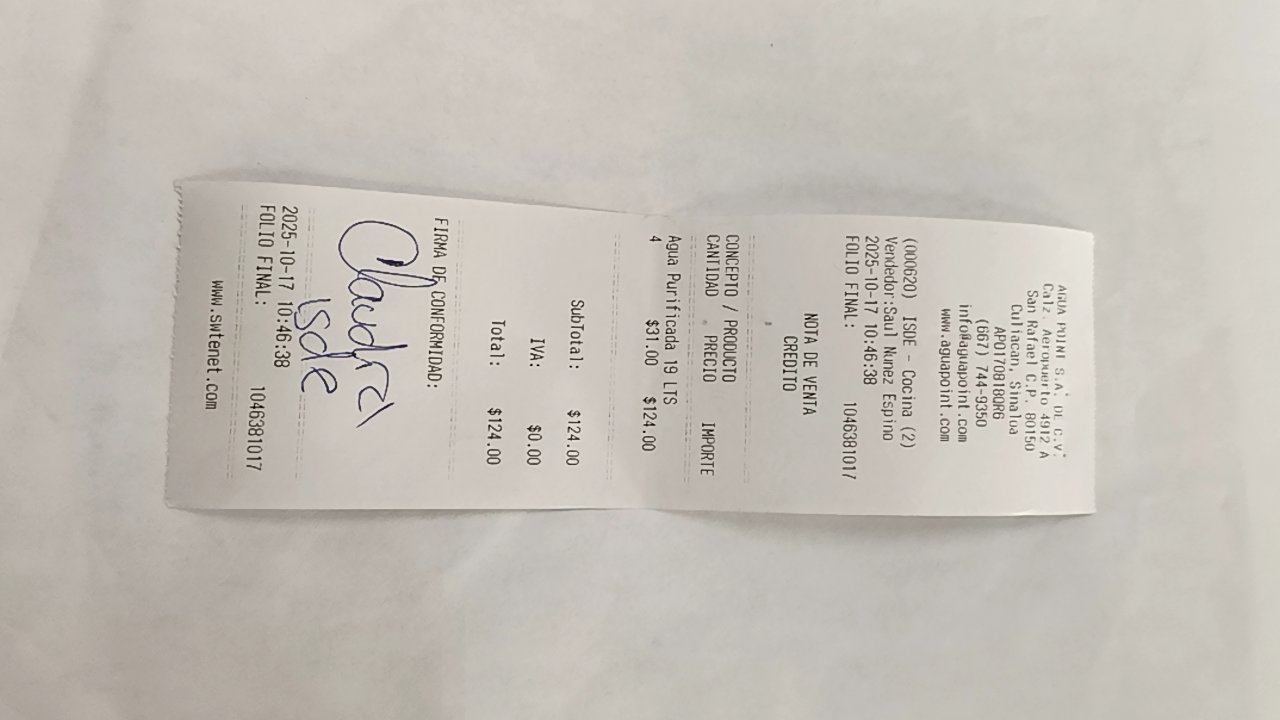 AGUA POINT S.A. DE C.V.
Calz. Aeropuerto 4912 A
San Rafael C.P. 80150
Culiacan, Sinaloa
APO170818QR6
(667) 744-9350
info@aguapoint.com
www.aguapoint.com
(000620) ISDE - Cocina (2)
Vendedor:Saul Nunez Espino
2025-10-17 10:46:38
FOLIO FINAL: 1046381017
NOTA DE VENTA
CREDITO
CONCEPTO / PRODUCTO
CANTIDAD PRECIO IMPORTE
Agua Purificada 19 LTS
4 $31.00 $124.00
SubTotal: $124.00
IVA: $0.00
Total: $124.00
FIRMA DE CONFORMIDAD:
Claudia
isde
2025-10-17 10:46:38
FOLIO FINAL: 1046381017
www.swtenet.com